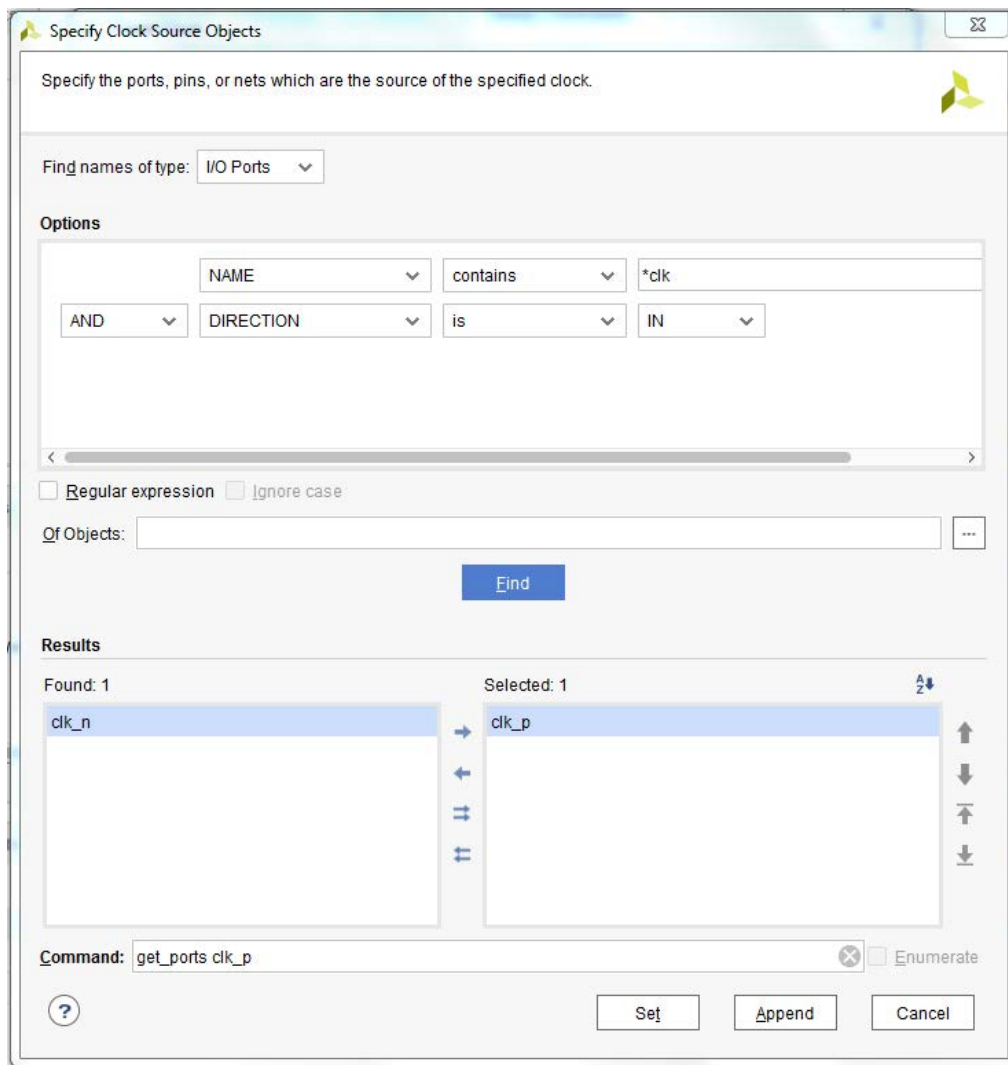 Specify Clock Source Objects
Specify the ports, pins, or nets which are the source of the specified clock.
Find names of type: I/O Ports
Options
NAME contains *clk
AND DIRECTION is IN
Regular expression Ignore case
Of Objects: ...
Find
Results
Found: 1 Selected: 1 AZ
clk_n clk_p
Command: get_ports clk_p Enumerate
? Set Append Cancel